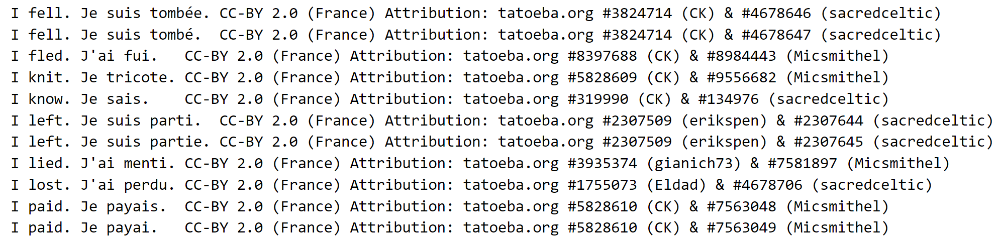 I fell. Je suis tombée. CC-BY 2.0 (France) Attribution: tatoeba.org #3824714 (CK) & #4678646 (sacredceltic)
I fell. Je suis tombé. CC-BY 2.0 (France) Attribution: tatoeba.org #3824714 (CK) & #4678647 (sacredceltic)
I fled. J'ai fui. CC-BY 2.0 (France) Attribution: tatoeba.org #8397688 (CK) & #8984443 (Micsmithel)
I knit. Je tricote. CC-BY 2.0 (France) Attribution: tatoeba.org #5828609 (CK) & #9556682 (Micsmithel)
I know. Je sais. CC-BY 2.0 (France) Attribution: tatoeba.org #319990 (CK) & #134976 (sacredceltic)
I left. Je suis parti. CC-BY 2.0 (France) Attribution: tatoeba.org #2307509 (erikspen) & #2307644 (sacredceltic)
I left. Je suis partie. CC-BY 2.0 (France) Attribution: tatoeba.org #2307509 (erikspen) & #2307645 (sacredceltic)
I lied. J'ai menti. CC-BY 2.0 (France) Attribution: tatoeba.org #3935374 (gianich73) & #7581897 (Micsmithel)
I lost. J'ai perdu. CC-BY 2.0 (France) Attribution: tatoeba.org #1755073 (Eldad) & #4678706 (sacredceltic)
I paid. Je payais. CC-BY 2.0 (France) Attribution: tatoeba.org #5828610 (CK) & #7563048 (Micsmithel)
I paid. Je payai. CC-BY 2.0 (France) Attribution: tatoeba.org #5828610 (CK) & #7563049 (Micsmithel)